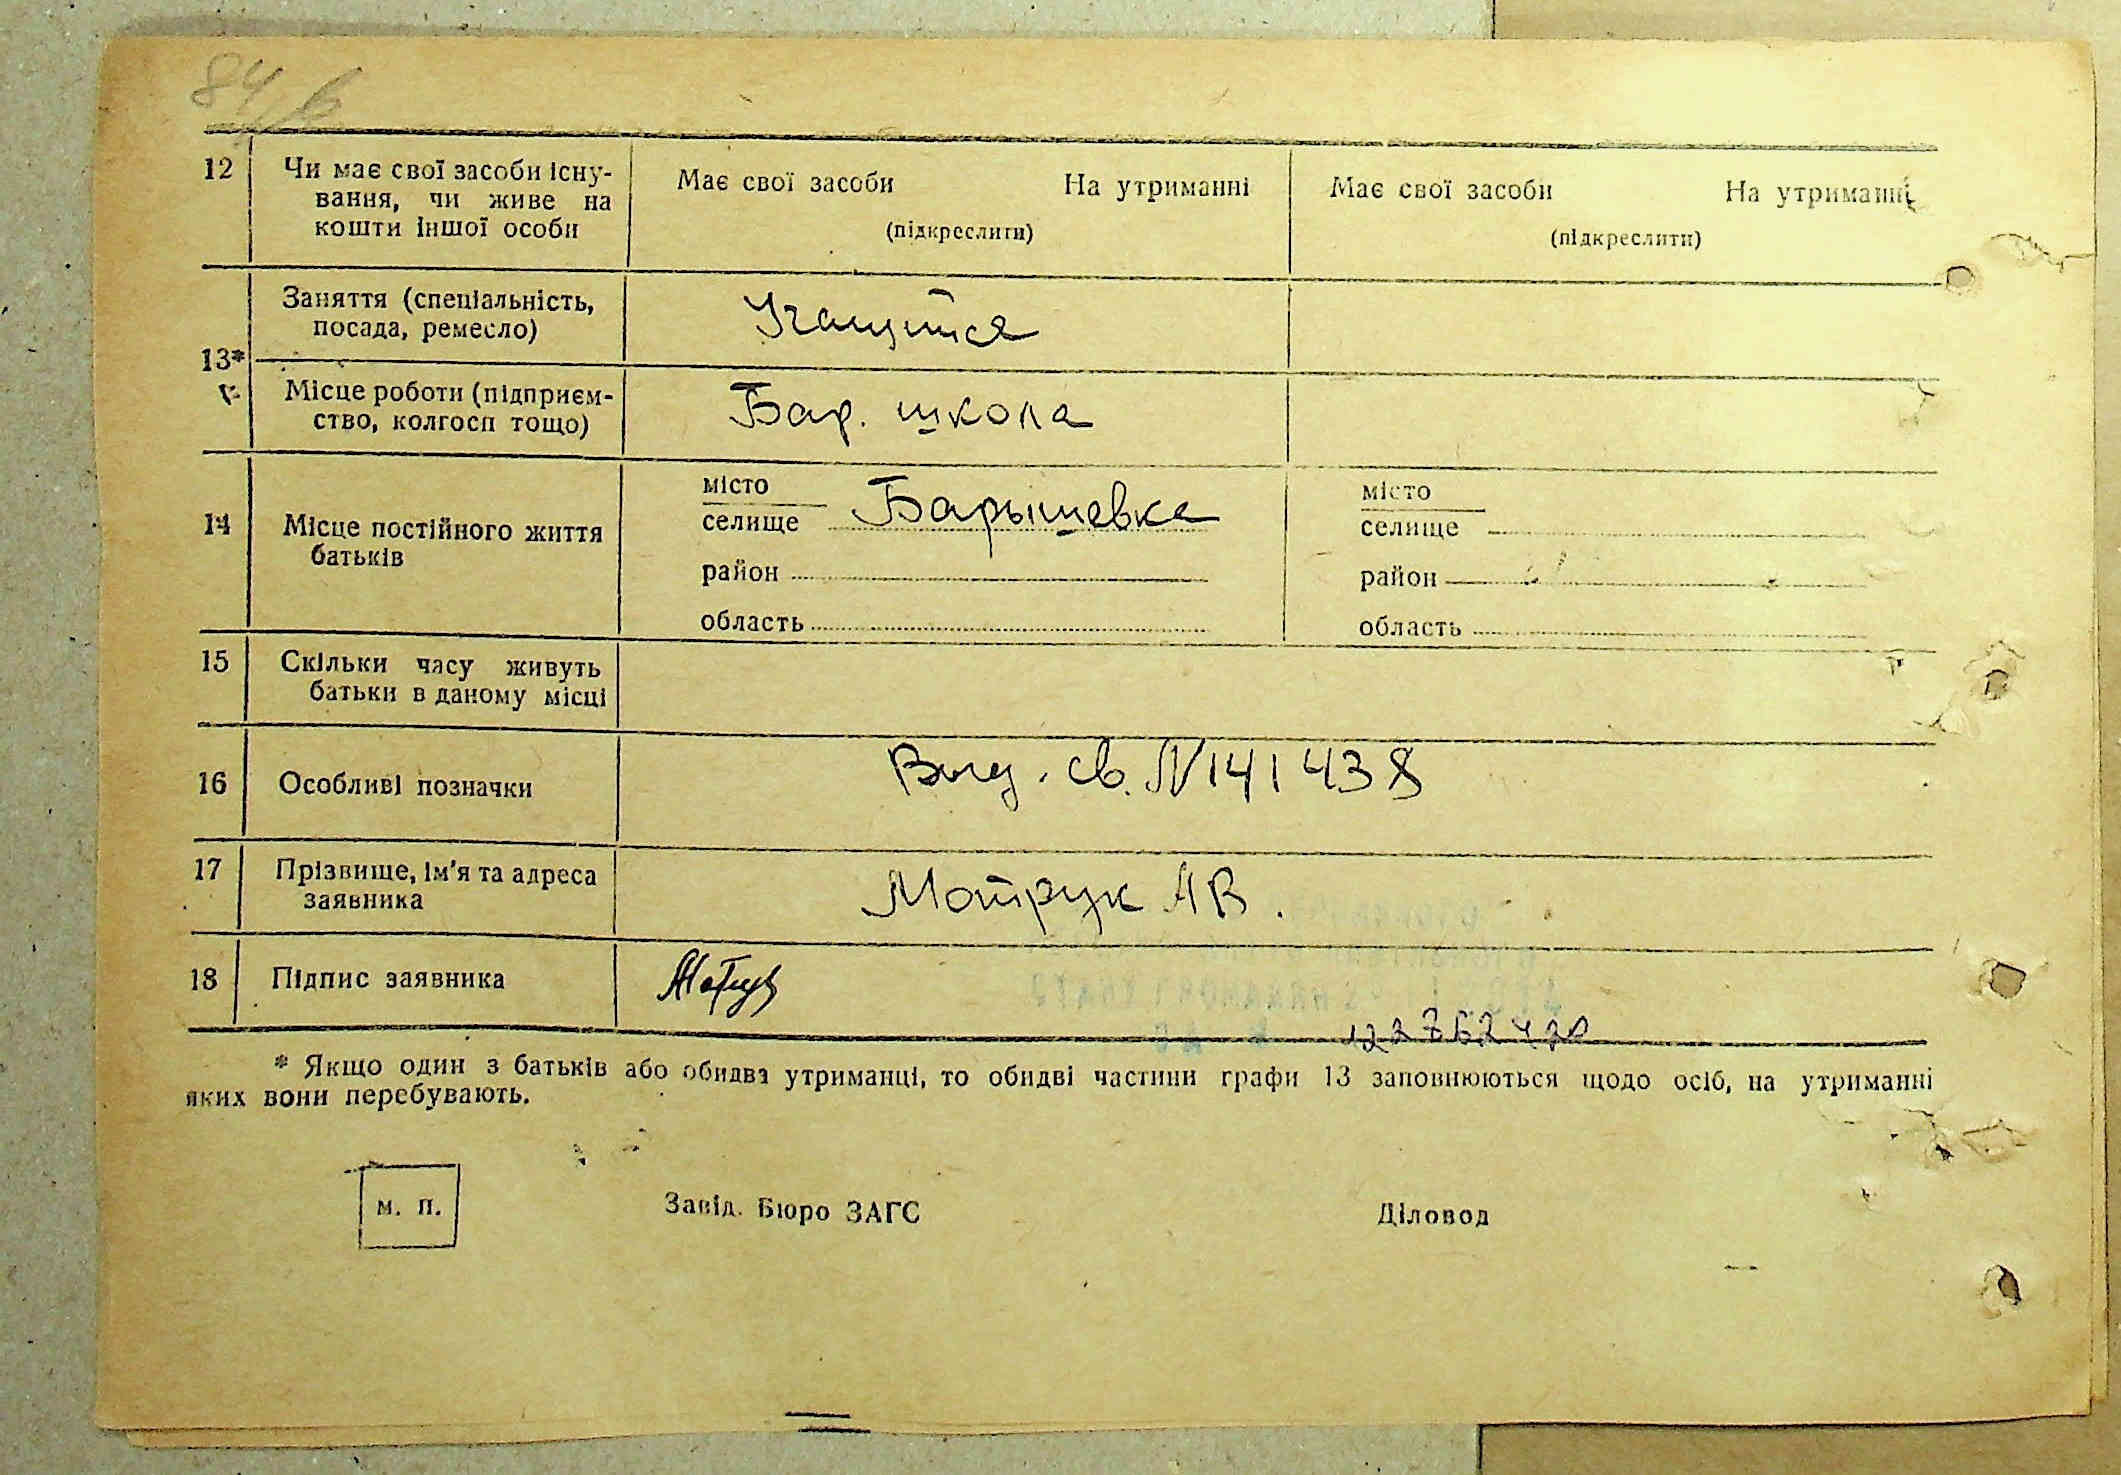 84
12
Чи має свої засоби існу-
вання, чи живе на
кошти іншої особи
Має свої засоби На утриманні
(підкреслити)
Має свої засоби На утриманні
(підкреслити)
13*
Заняття (спеціальність,
посада, ремесло)
Учащийся
Місце роботи (підприєм-
ство, колгосп тощо)
Бар. школа
14
Місце постійного життя
батьків
місто
селище Барышевка
район
область
місто
селище
район
область
15
Скільки часу живуть
батьки в даному місці
16
Особливі позначки
Выд. св. N 141438
17
Прізвище, ім'я та адреса
заявника
Мотрук А В.
18
Підпис заявника
* Якщо один з батьків або обидва утриманці, то обидві частини графи 13 заповнюються щодо осіб, на утриманні
яких вони перебувають.
м. п.
Завід. Бюро ЗАГС
Діловод